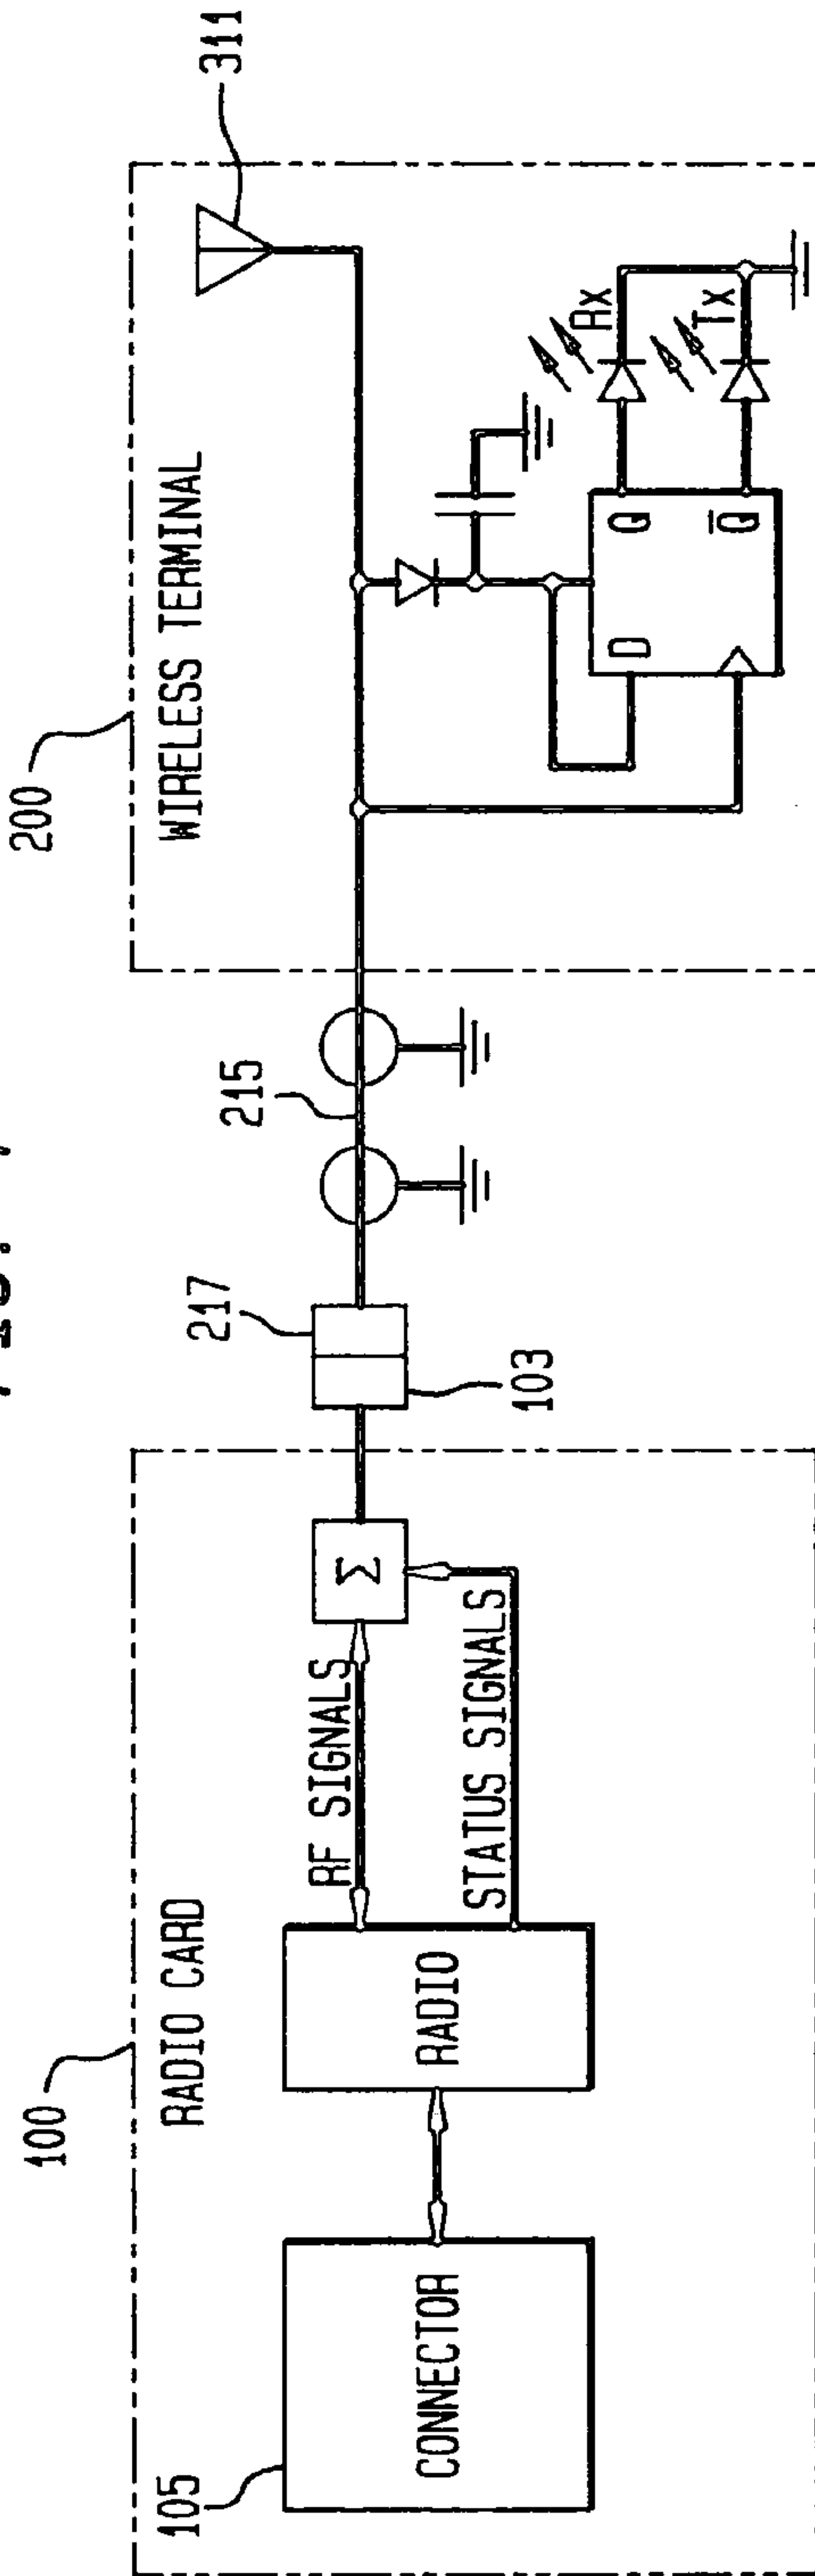 100
RADIO CARD
105
CONNECTOR
RADIO
RF SIGNALS
STATUS SIGNALS
Σ
217
103
215
200
WIRELESS TERMINAL
311
D
Q
Q̅
Rx
Tx